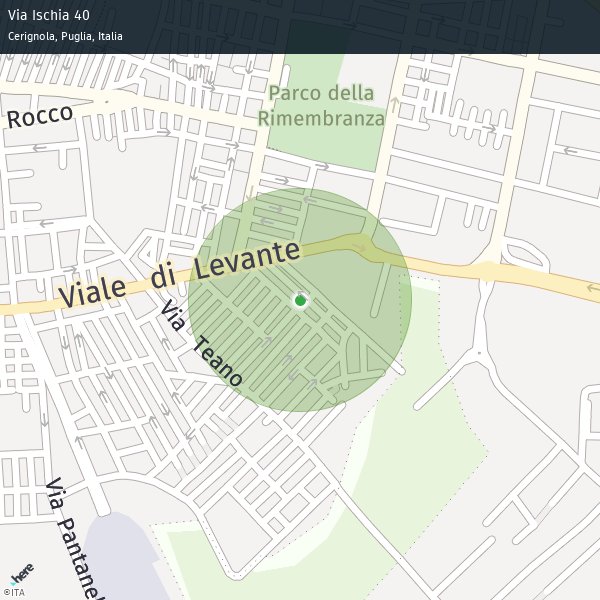 Via Ischia 40
Cerignola, Puglia, Italia
Parco della
Rimembranza
Rocco
Viale di Levante
Via Teano
Via Pantanel
here
©ITA